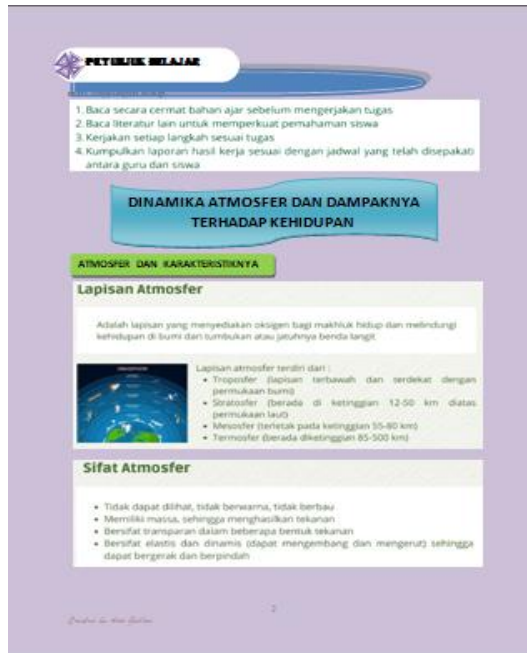 PETUNJUK BELAJAR
1. Baca secara cermat bahan ajar sebelum mengerjakan tugas
2. Baca literatur lain untuk memperkuat pemahaman siswa
3. Kerjakan setiap langkah sesuai tugas
4. Kumpulkan laporan hasil kerja sesuai dengan jadwal yang telah disepakati
antara guru dan siswa
DINAMIKA ATMOSFER DAN DAMPAKNYA
TERHADAP KEHIDUPAN
ATMOSFER DAN KARAKTERISTIKNYA
Lapisan Atmosfer
Adalah lapisan yang menyediakan oksigen bagi makhluk hidup dan melindungi
kehidupan di bumi dari tumbukan atau jatuhnya benda langit
Lapisan atmosfer terdiri dari :
• Troposfer (lapisan terbawah dan terdekat dengan
permukaan bumi)
• Stratosfer (berada di ketinggian 12-50 km diatas
permukaan laut)
• Mesosfer (terletak pada ketinggian 55-80 km)
• Termosfer (berada diketinggian 85-500 km)
Sifat Atmosfer
• Tidak dapat dilihat, tidak berwarna, tidak berbau
• Memiliki massa, sehingga menghasilkan tekanan
• Bersifat transparan dalam beberapa bentuk tekanan
• Bersifat elastis dan dinamis (dapat mengembang dan mengerut) sehingga
dapat bergerak dan berpindah
2